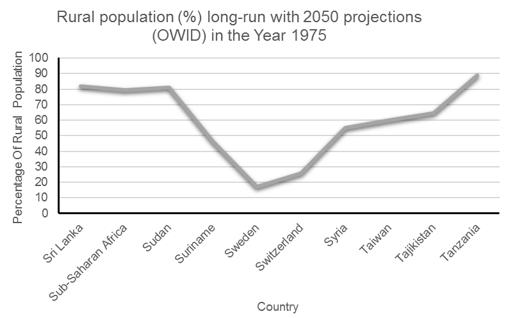 Rural population (%) long-run with 2050 projections
(OWID) in the Year 1975
Percentage Of Rural Population
100
90
80
70
60
50
40
30
20
10
0
Sri Lanka
Sub-Saharan Africa
Sudan
Suriname
Sweden
Switzerland
Syria
Taiwan
Tajikistan
Tanzania
Country